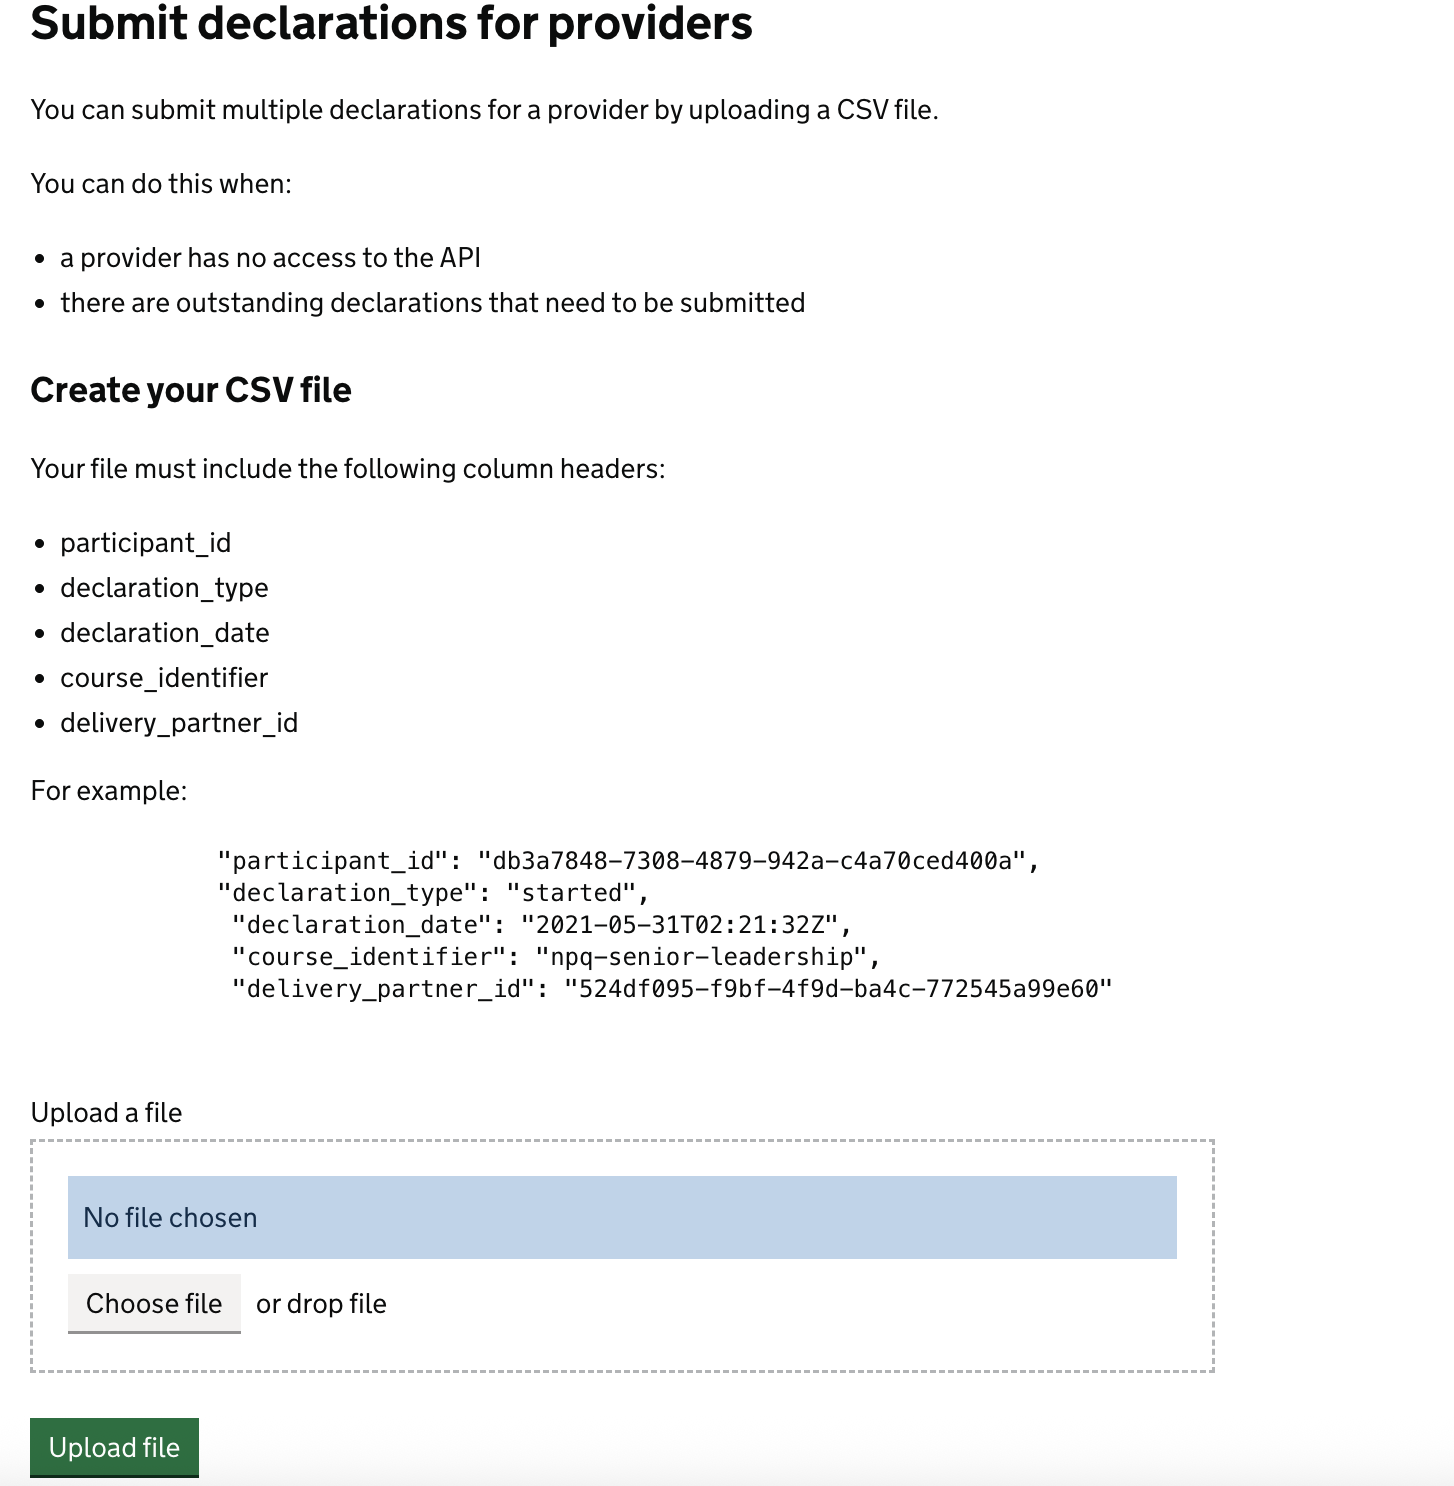 Submit declarations for providers
You can submit multiple declarations for a provider by uploading a CSV file.
You can do this when:
• a provider has no access to the API
• there are outstanding declarations that need to be submitted
Create your CSV file
Your file must include the following column headers:
• participant_id
• declaration_type
• declaration_date
• course_identifier
• delivery_partner_id
For example:
"participant_id": "db3a7848-7308-4879-942a-c4a70ced400a",
"declaration_type": "started",
"declaration_date": "2021-05-31T02:21:32Z",
"course_identifier": "npq-senior-leadership",
"delivery_partner_id": "524df095-f9bf-4f9d-ba4c-772545a99e60"
Upload a file
No file chosen
Choose file or drop file
Upload file